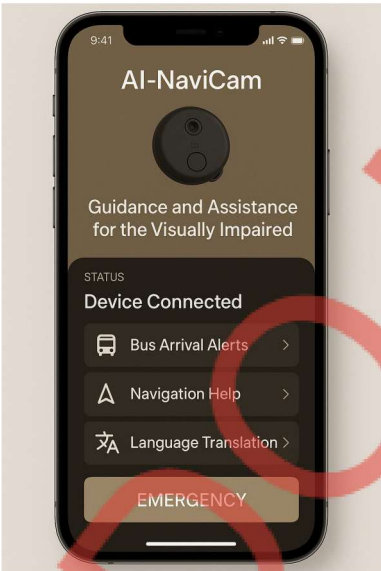 9:41
AI-NaviCam
Guidance and Assistance
for the Visually Impaired
STATUS
Device Connected
Bus Arrival Alerts
Navigation Help
Language Translation
EMERGENCY